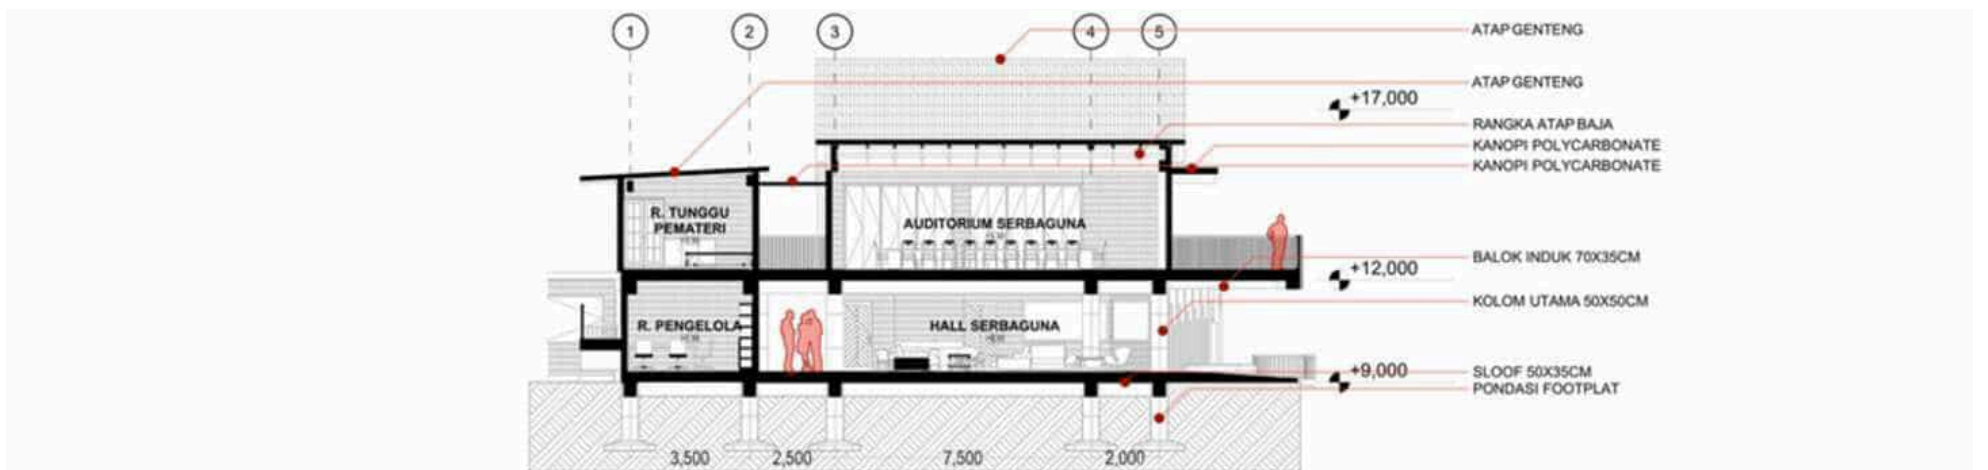 1 2 3 4 5
ATAP GENTENG
ATAP GENTENG
+17,000
RANGKA ATAP BAJA
KANOPI POLYCARBONATE
KANOPI POLYCARBONATE
R. TUNGGU
PEMATERI
AUDITORIUM SERBAGUNA
BALOK INDUK 70X35CM
+12,000
KOLOM UTAMA 50X50CM
R. PENGELOLA
HALL SERBAGUNA
+9,000
SLOOF 50X35CM
PONDASI FOOTPLAT
3,500 2,500 7,500 2,000